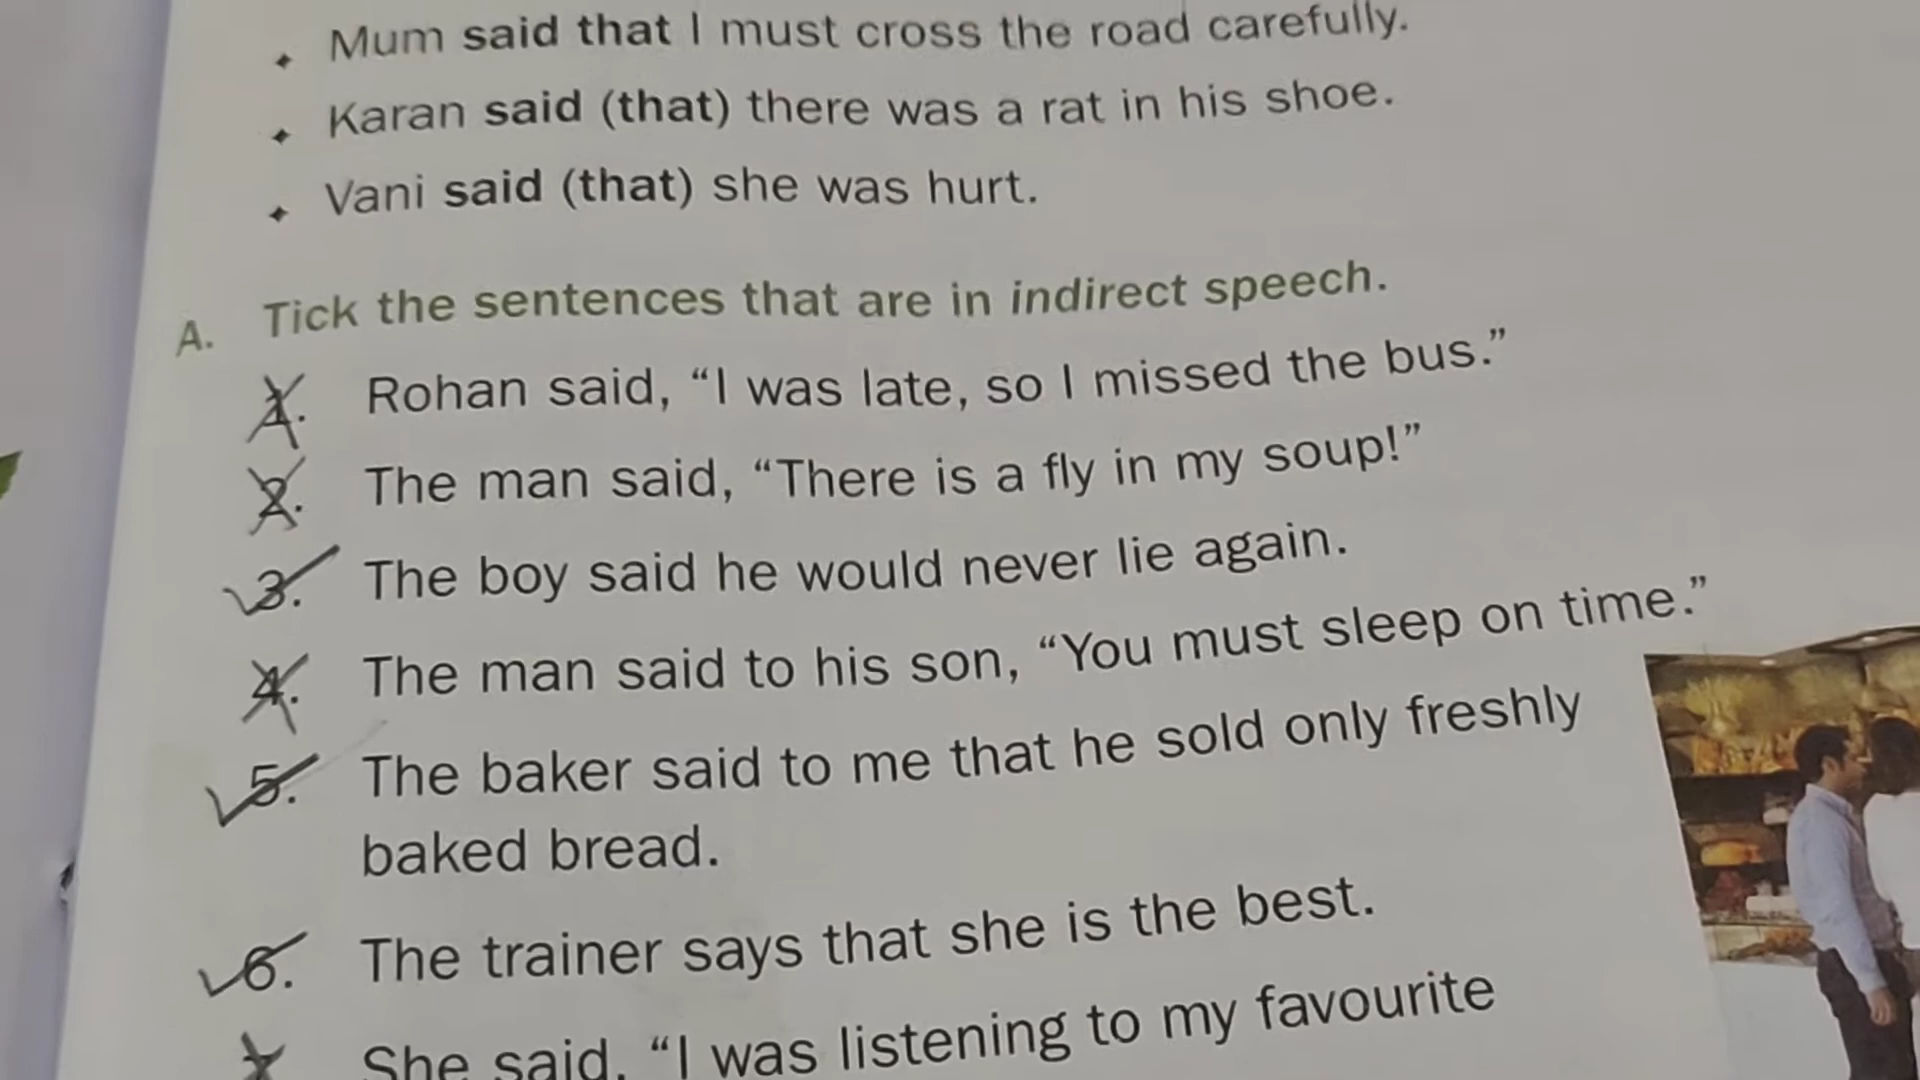 Mum said that I must cross the road carefully.
Karan said (that) there was a rat in his shoe.
Vani said (that) she was hurt.
A. Tick the sentences that are in indirect speech.
1. Rohan said, “I was late, so I missed the bus.”
2. The man said, “There is a fly in my soup!”
3. The boy said he would never lie again.
4. The man said to his son, “You must sleep on time.”
5. The baker said to me that he sold only freshly
baked bread.
6. The trainer says that she is the best.
She said, “I was listening to my favourite